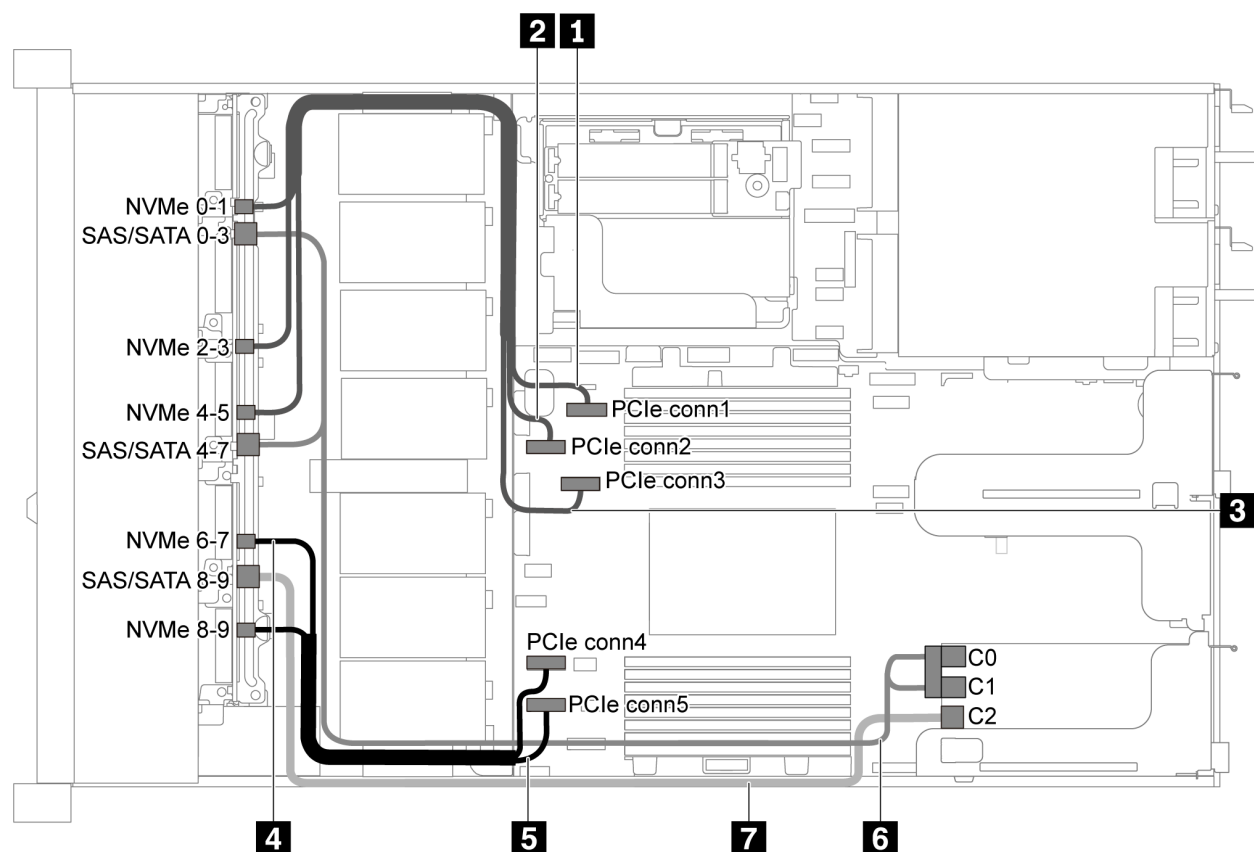 2 1
NVMe 0-1
SAS/SATA 0-3
NVMe 2-3
NVMe 4-5
PCIe conn1
SAS/SATA 4-7
PCIe conn2
PCIe conn3
3
NVMe 6-7
SAS/SATA 8-9
NVMe 8-9
PCIe conn4
C0
C1
PCIe conn5
C2
4 5 7 6